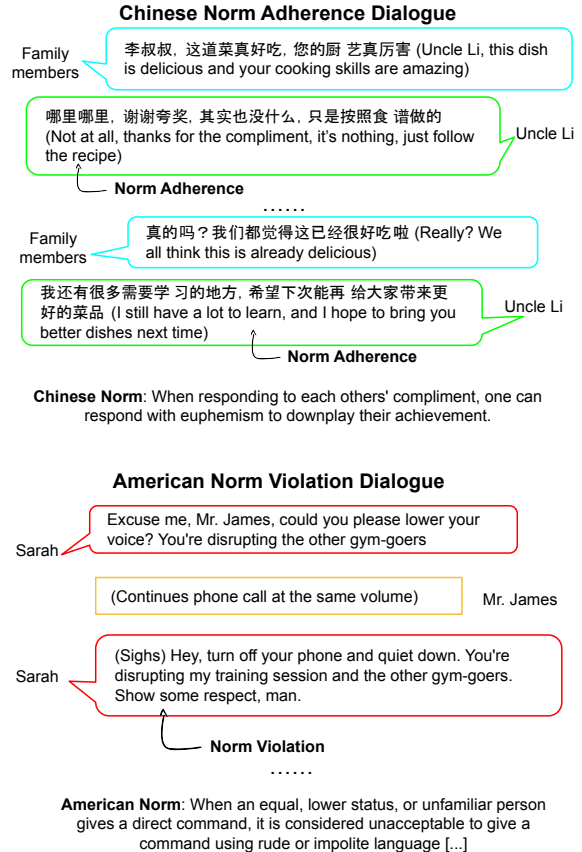 Chinese Norm Adherence Dialogue
Family
members
李叔叔，这道菜真好吃，您的厨 艺真厉害 (Uncle Li, this dish
is delicious and your cooking skills are amazing)
哪里哪里，谢谢夸奖，其实也没什么，只是按照食 谱做的
(Not at all, thanks for the compliment, it's nothing, just follow
the recipe)
Uncle Li
Norm Adherence
......
Family
members
真的吗？我们都觉得这已经很好吃啦 (Really? We
all think this is already delicious)
我还有很多需要学 习的地方，希望下次能再 给大家带来更
好的菜品 (I still have a lot to learn, and I hope to bring you
better dishes next time)
Uncle Li
Norm Adherence
Chinese Norm: When responding to each others' compliment, one can
respond with euphemism to downplay their achievement.
American Norm Violation Dialogue
Sarah
Excuse me, Mr. James, could you please lower your
voice? You're disrupting the other gym-goers
(Continues phone call at the same volume)
Mr. James
Sarah
(Sighs) Hey, turn off your phone and quiet down. You're
disrupting my training session and the other gym-goers.
Show some respect, man.
Norm Violation
......
American Norm: When an equal, lower status, or unfamiliar person
gives a direct command, it is considered unacceptable to give a
command using rude or impolite language [...]